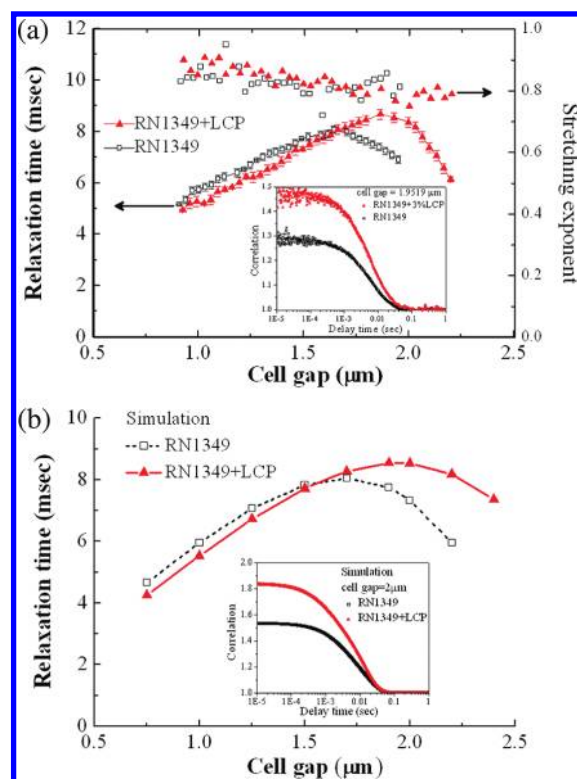 (a)
12
10
8
6
4
2
0
Relaxation time (msec)
1.0
0.8
0.6
0.4
0.2
0.0
Stretching exponent
RN1349+LCP
RN1349
1.5
1.4
1.3
1.2
1.1
1.0
Correlation
cell gap = 1.9519 μm
RN1349+3%LCP
RN1349
1E-5 1E-4 1E-3 0.01 0.1 1
Delay time (sec)
0.5 1.0 1.5 2.0 2.5
Cell gap (μm)
(b)
10
8
6
4
2
0
Relaxation time (msec)
Simulation
RN1349
RN1349+LCP
2.0
1.8
1.6
1.4
1.2
1.0
Correlation
Simulation
cell gap=2μm
RN1349
RN1349+LCP
1E-5 1E-4 1E-3 0.01 0.1 1
Delay time (sec)
0.5 1.0 1.5 2.0 2.5
Cell gap (μm)